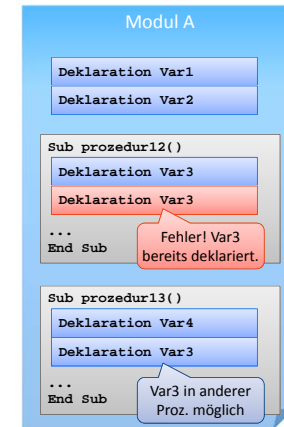 Modul A
Deklaration Var1
Deklaration Var2
Sub prozedur12()
Deklaration Var3
Deklaration Var3
...
End Sub
Fehler! Var3
bereits deklariert.
Sub prozedur13()
Deklaration Var4
Deklaration Var3
...
End Sub
Var3 in anderer
Proz. möglich